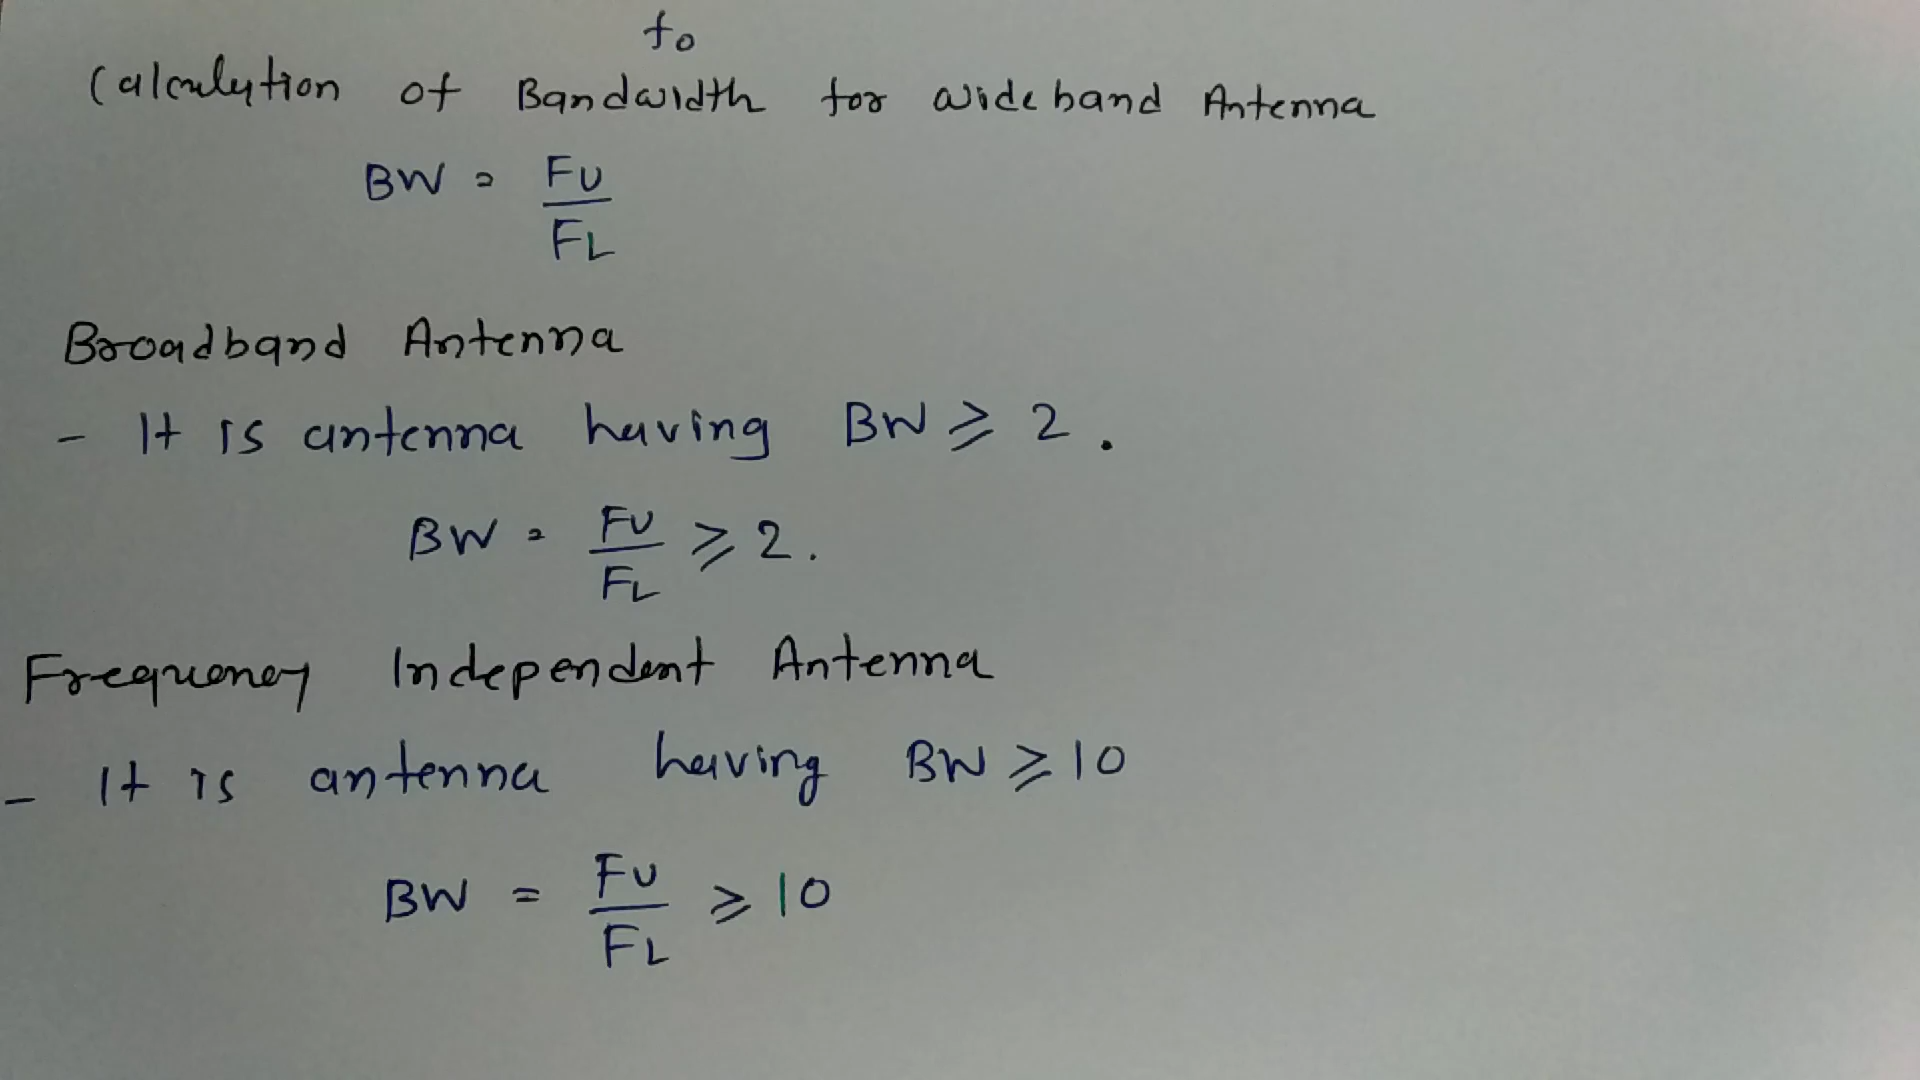 fo
Calculation of Bandwidth for wideband Antenna
BW = FU
FL
Broadband Antenna
- It is antenna having BW ⩾ 2.
BW = FU ⩾ 2.
FL
Frequency Independent Antenna
- It is antenna having BW ⩾ 10
BW = FU ⩾ 10
FL